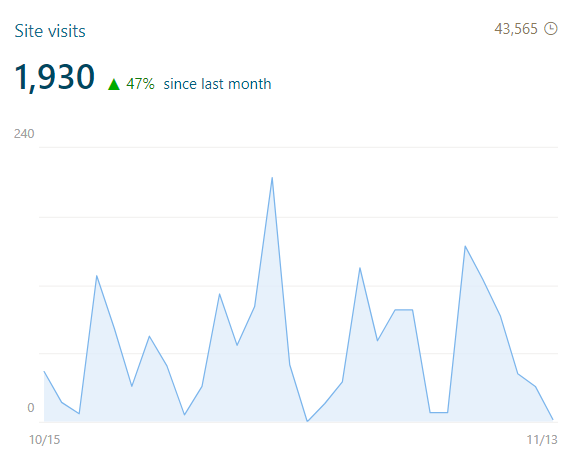 Site visits
43,565
1,930 ▲ 47% since last month
240
0
10/15
11/13